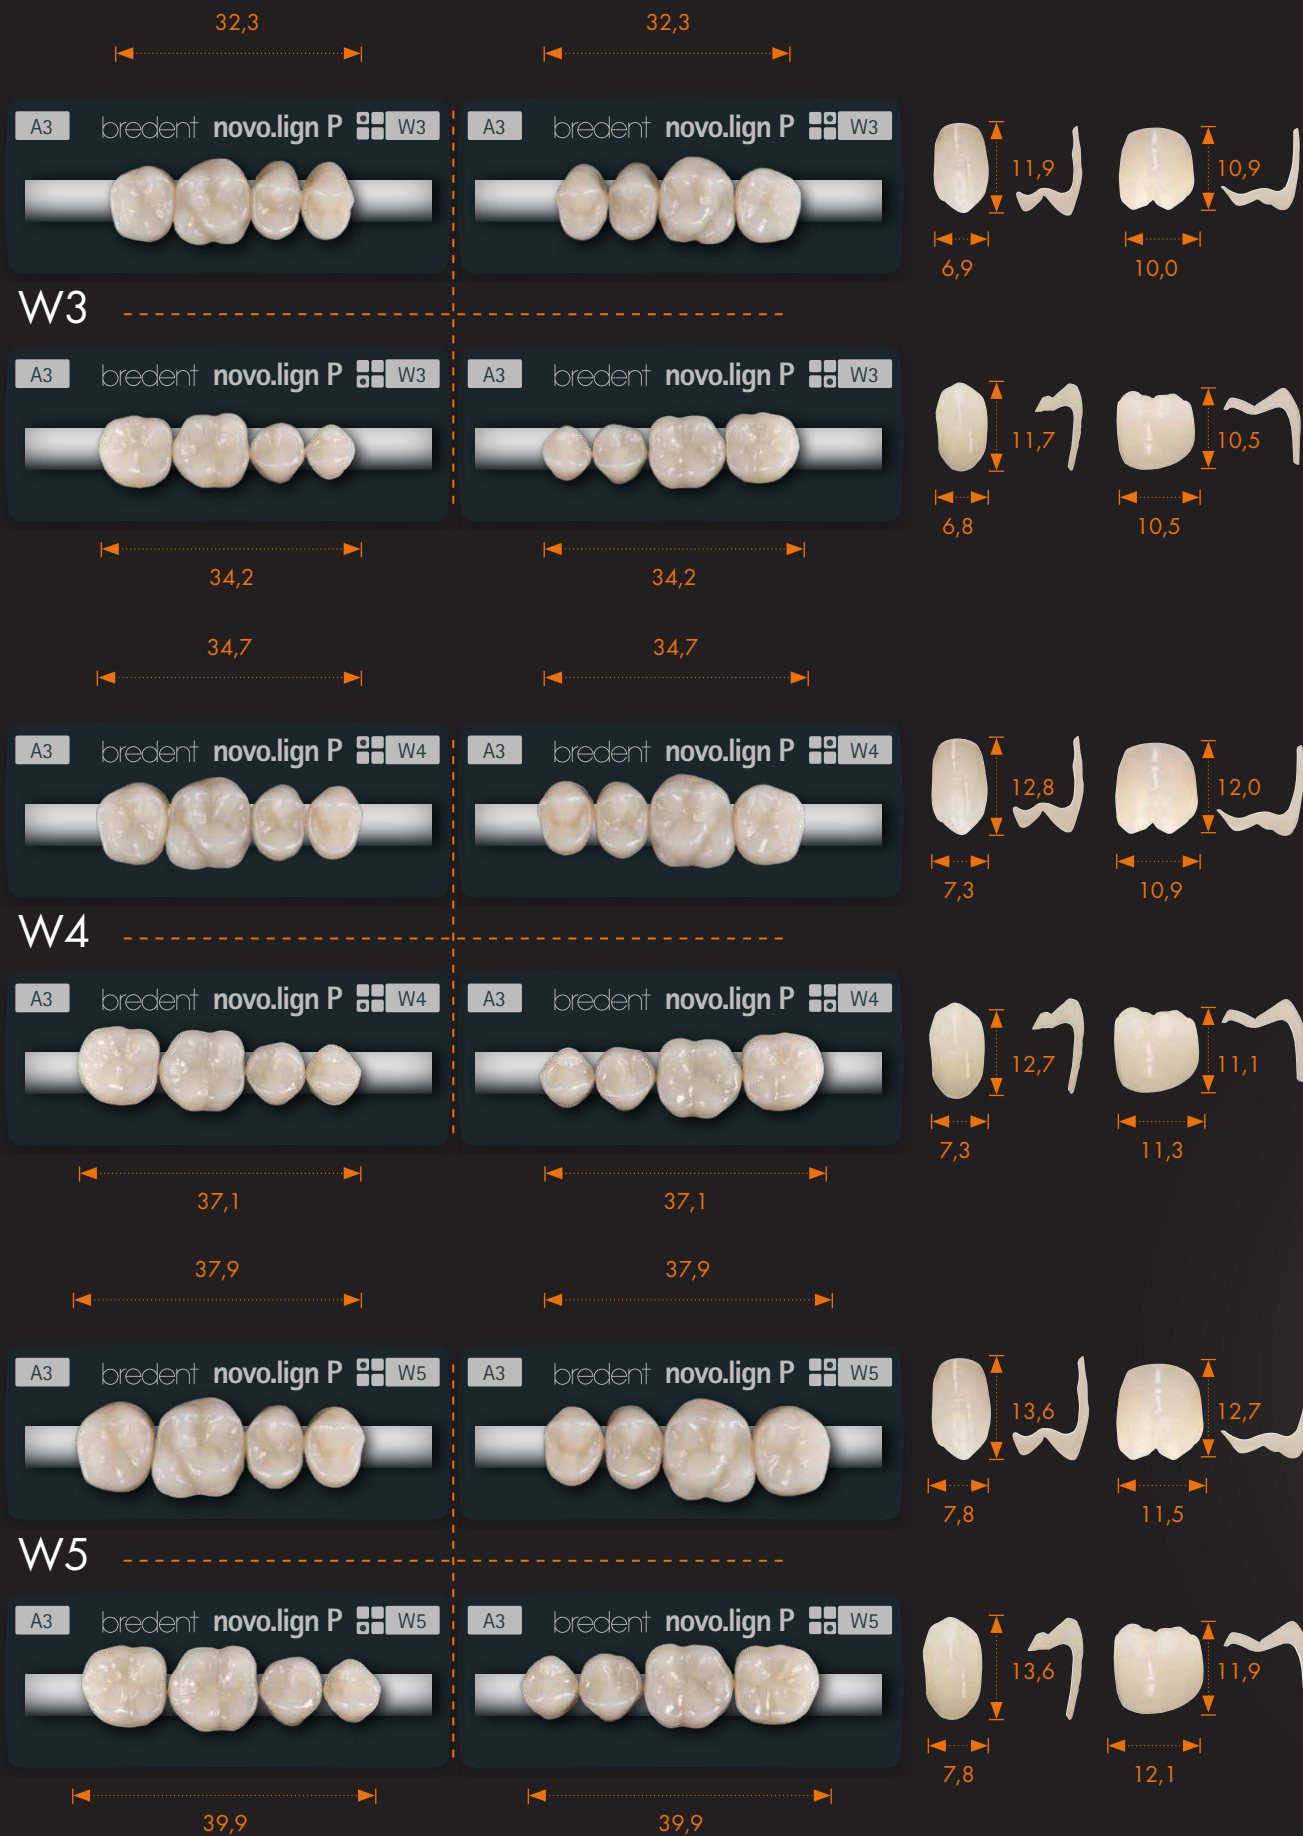 32,3 32,3
A3 bredent novo.lign P W3 A3 bredent novo.lign P W3
11,9 10,9
6,9 10,0
W3
A3 bredent novo.lign P W3 A3 bredent novo.lign P W3
11,7 10,5
6,8 10,5
34,2 34,2
34,7 34,7
A3 bredent novo.lign P W4 A3 bredent novo.lign P W4
12,8 12,0
7,3 10,9
W4
A3 bredent novo.lign P W4 A3 bredent novo.lign P W4
12,7 11,1
7,3 11,3
37,1 37,1
37,9 37,9
A3 bredent novo.lign P W5 A3 bredent novo.lign P W5
13,6 12,7
7,8 11,5
W5
A3 bredent novo.lign P W5 A3 bredent novo.lign P W5
13,6 11,9
7,8 12,1
39,9 39,9